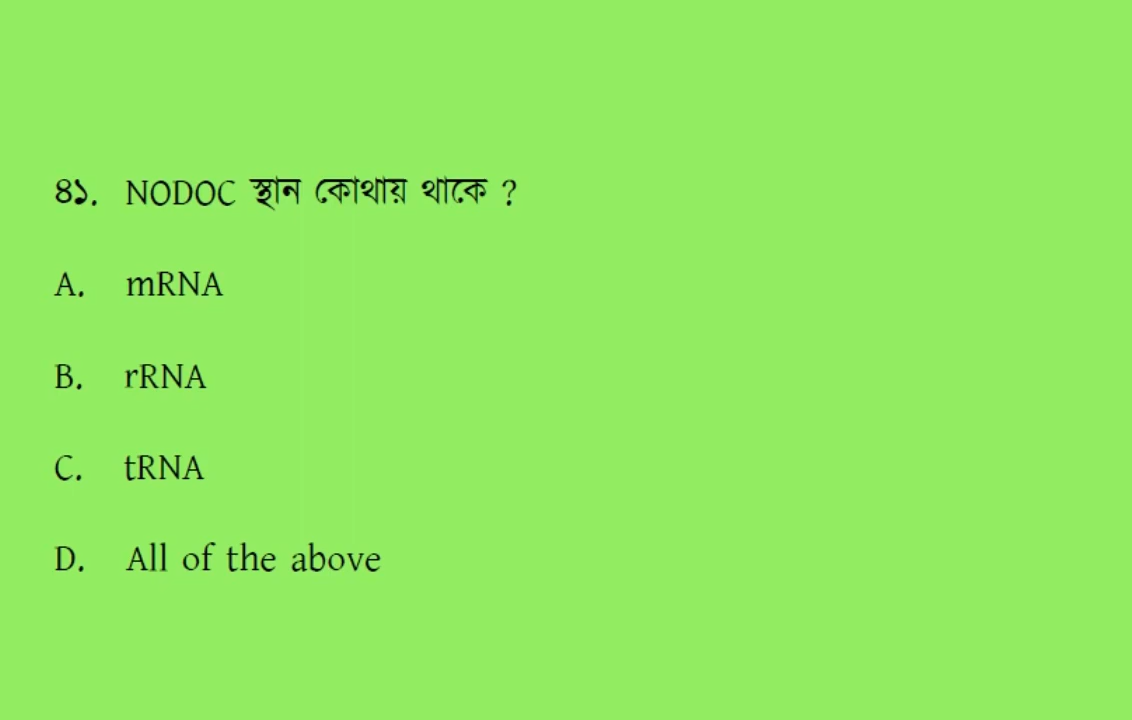 ৪১. NODOC স্থান কোথায় থাকে ?
A. mRNA
B. rRNA
C. tRNA
D. All of the above